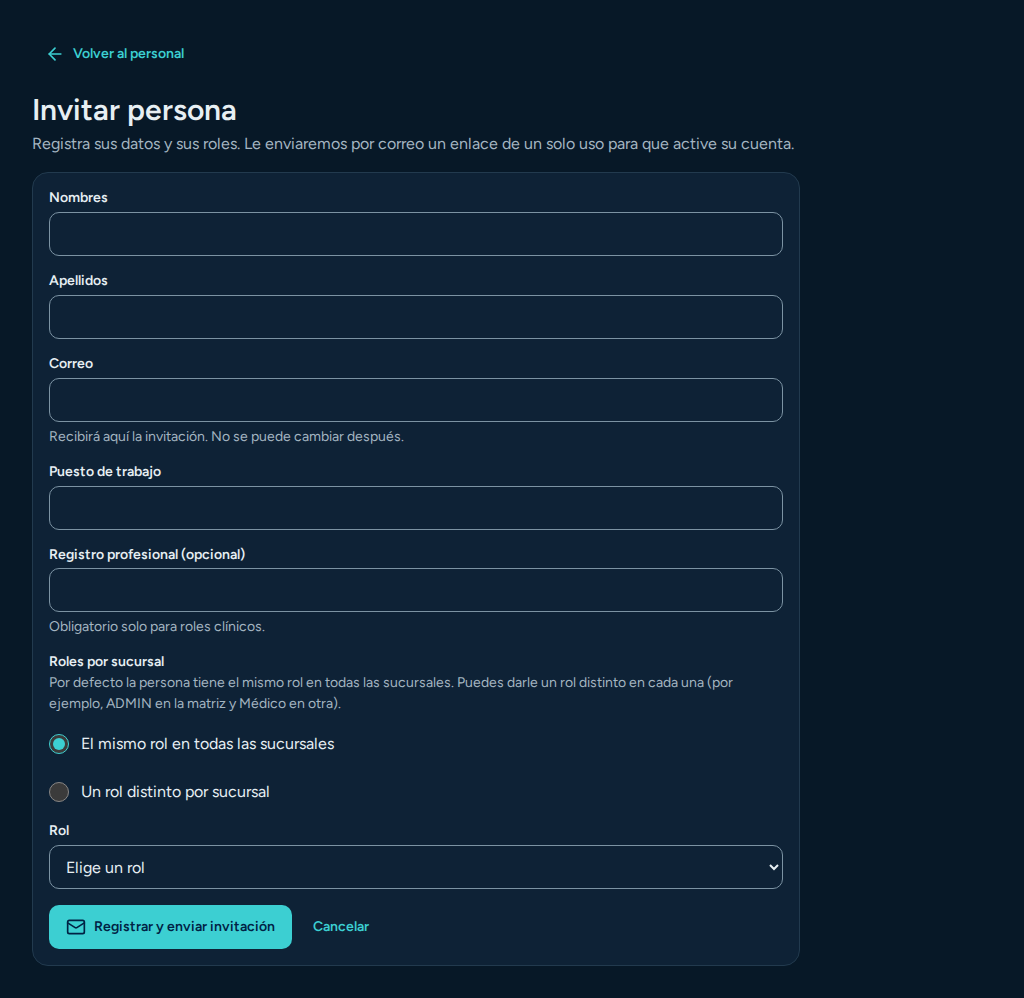 Volver al personal
Invitar persona
Registra sus datos y sus roles. Le enviaremos por correo un enlace de un solo uso para que active su cuenta.
Nombres
Apellidos
Correo
Recibirá aquí la invitación. No se puede cambiar después.
Puesto de trabajo
Registro profesional (opcional)
Obligatorio solo para roles clínicos.
Roles por sucursal
Por defecto la persona tiene el mismo rol en todas las sucursales. Puedes darle un rol distinto en cada una (por
ejemplo, ADMIN en la matriz y Médico en otra).
El mismo rol en todas las sucursales
Un rol distinto por sucursal
Rol
Elige un rol
Registrar y enviar invitación
Cancelar